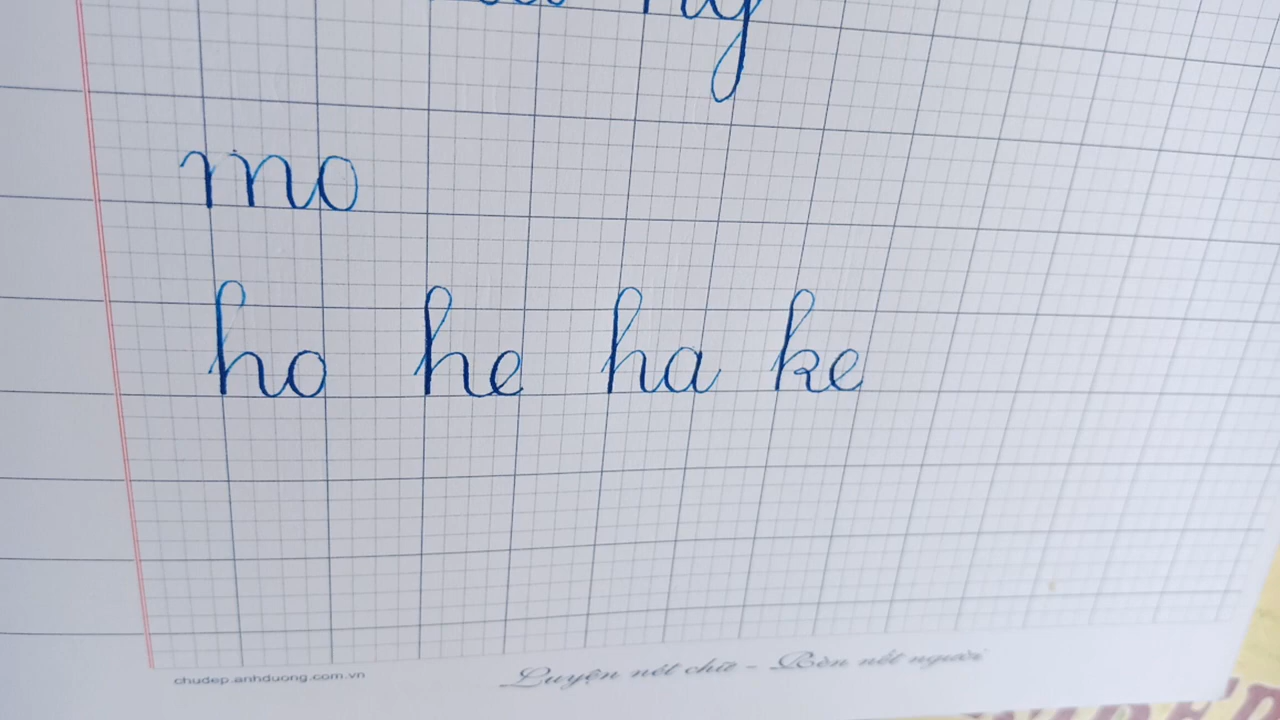 mo
ho he ha ke
chudep.anhduong.com.vn Luyện nét chữ - Rèn nết người